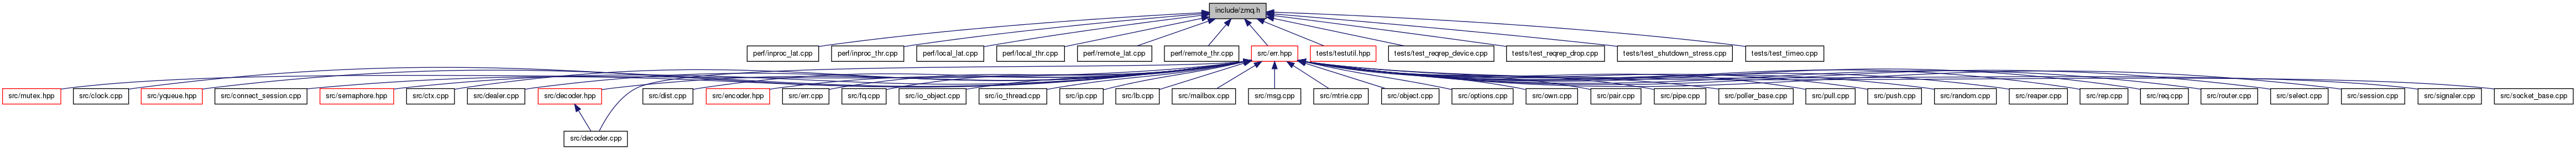 include/zmq.h
perf/inproc_lat.cpp
perf/inproc_thr.cpp
perf/local_lat.cpp
perf/local_thr.cpp
perf/remote_lat.cpp
perf/remote_thr.cpp
src/err.hpp
tests/testutil.hpp
tests/test_reqrep_device.cpp
tests/test_reqrep_drop.cpp
tests/test_shutdown_stress.cpp
tests/test_timeo.cpp
src/mutex.hpp
src/clock.cpp
src/yqueue.hpp
src/connect_session.cpp
src/semaphore.hpp
src/ctx.cpp
src/dealer.cpp
src/decoder.hpp
src/dist.cpp
src/encoder.hpp
src/err.cpp
src/fq.cpp
src/io_object.cpp
src/io_thread.cpp
src/ip.cpp
src/lb.cpp
src/mailbox.cpp
src/msg.cpp
src/mtrie.cpp
src/object.cpp
src/options.cpp
src/own.cpp
src/pair.cpp
src/pipe.cpp
src/poller_base.cpp
src/pull.cpp
src/push.cpp
src/random.cpp
src/reaper.cpp
src/rep.cpp
src/req.cpp
src/router.cpp
src/select.cpp
src/session.cpp
src/signaler.cpp
src/socket_base.cpp
src/decoder.cpp